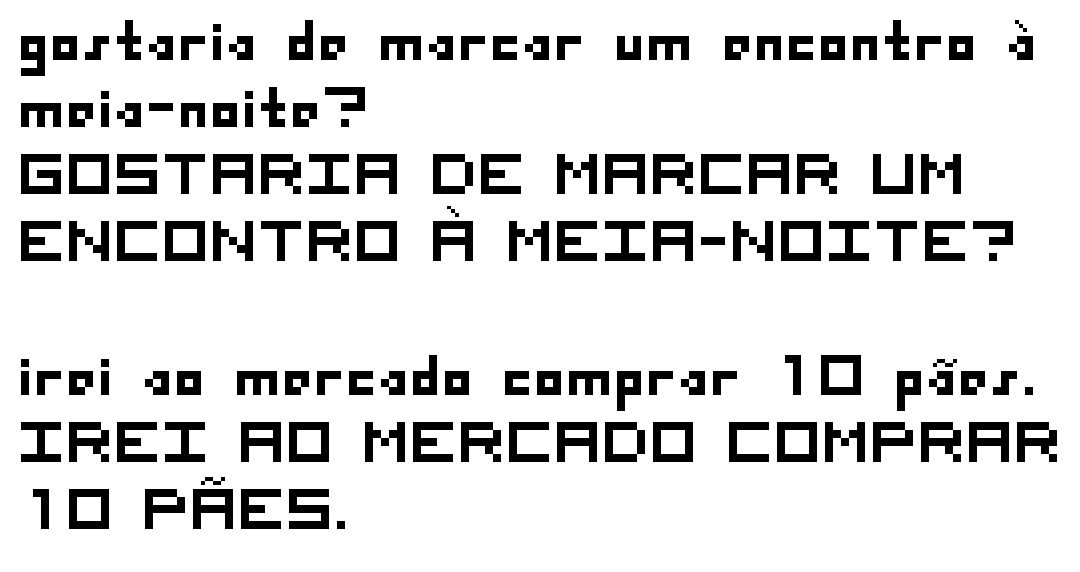 gostaria de marcar um encontro à
meia-noite?
GOSTARIA DE MARCAR UM
ENCONTRO À MEIA-NOITE?
irei ao mercado comprar 10 pães.
IREI AO MERCADO COMPRAR
10 PÃES.